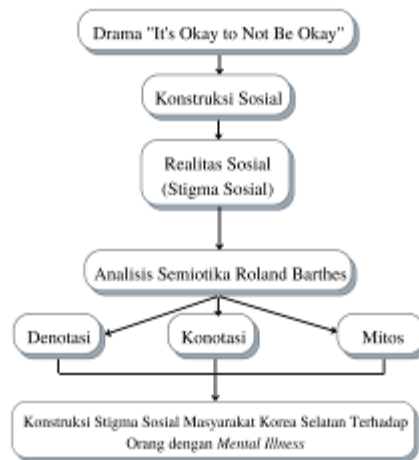 Drama "It's Okay to Not Be Okay"
Konstruksi Sosial
Realitas Sosial
(Stigma Sosial)
Analisis Semiotika Roland Barthes
Denotasi
Konotasi
Mitos
Konstruksi Stigma Sosial Masyarakat Korea Selatan Terhadap
Orang dengan Mental Illness